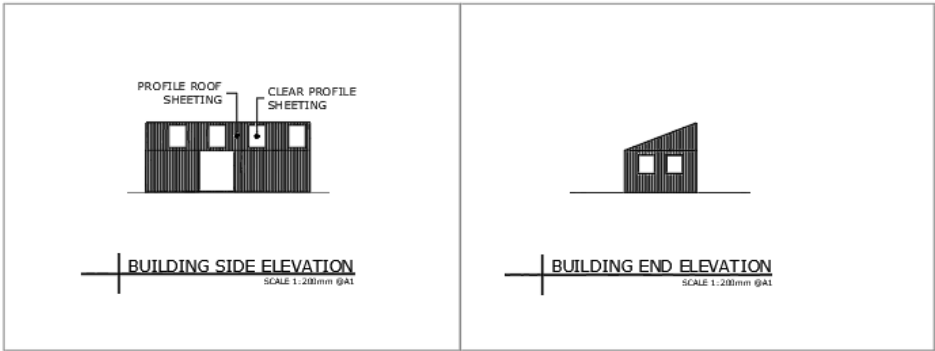 PROFILE ROOF
SHEETING
CLEAR PROFILE
SHEETING
BUILDING SIDE ELEVATION
SCALE 1:200mm @A1
BUILDING END ELEVATION
SCALE 1:200mm @A1